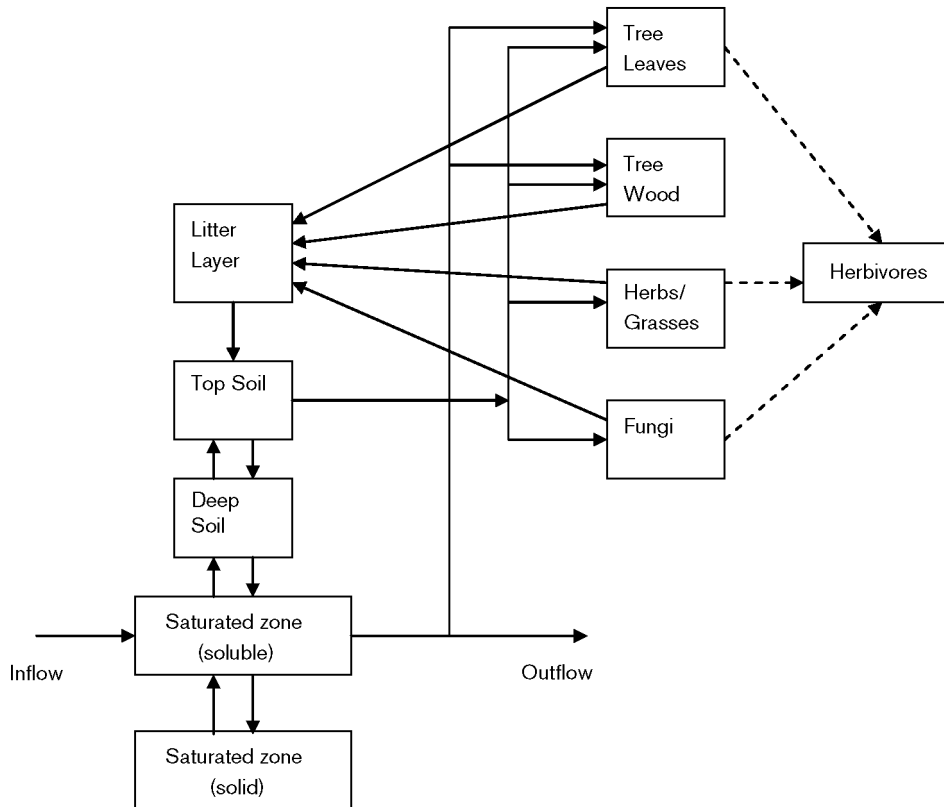 Tree
Leaves
Tree
Wood
Litter
Layer
Herbivores
Herbs/
Grasses
Top Soil
Fungi
Deep
Soil
Saturated zone
(soluble)
Inflow
Outflow
Saturated zone
(solid)